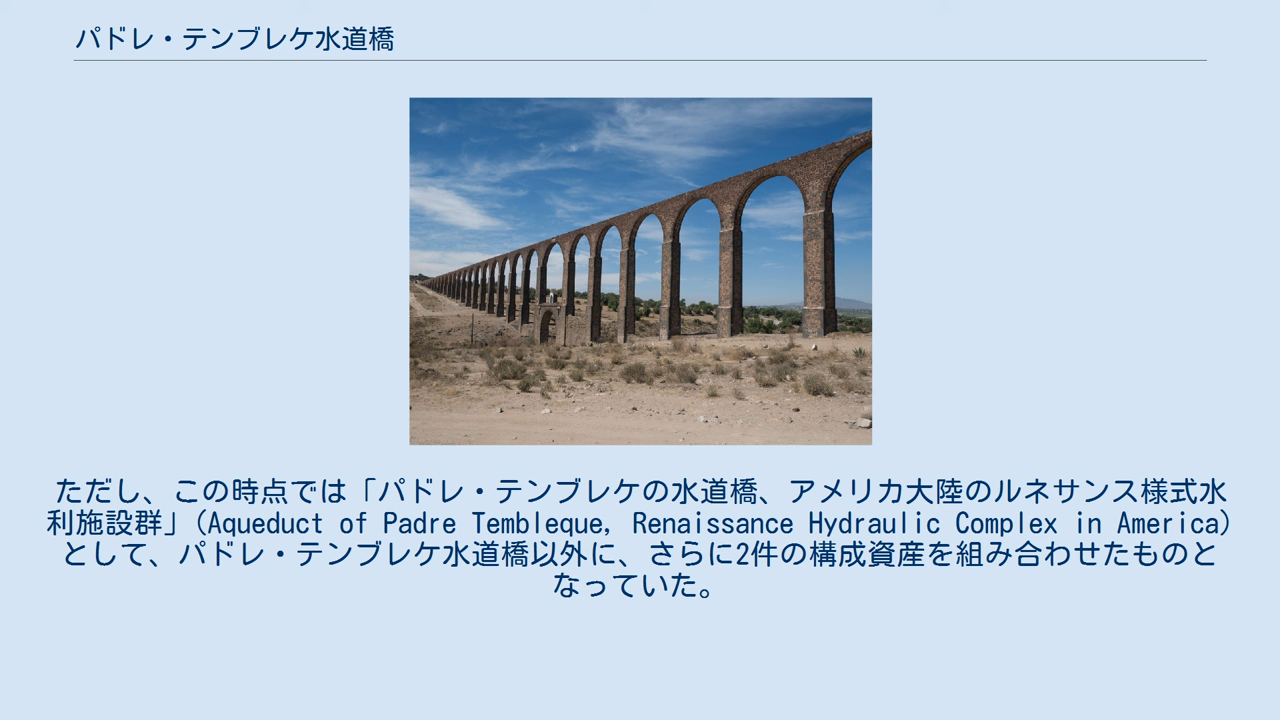 パドレ・テンブレケ水道橋
ただし、この時点では「パドレ・テンブレケの水道橋、アメリカ大陸のルネサンス様式水
利施設群」(Aqueduct of Padre Tembleque, Renaissance Hydraulic Complex in America)
として、パドレ・テンブレケ水道橋以外に、さらに2件の構成資産を組み合わせたものと
なっていた。